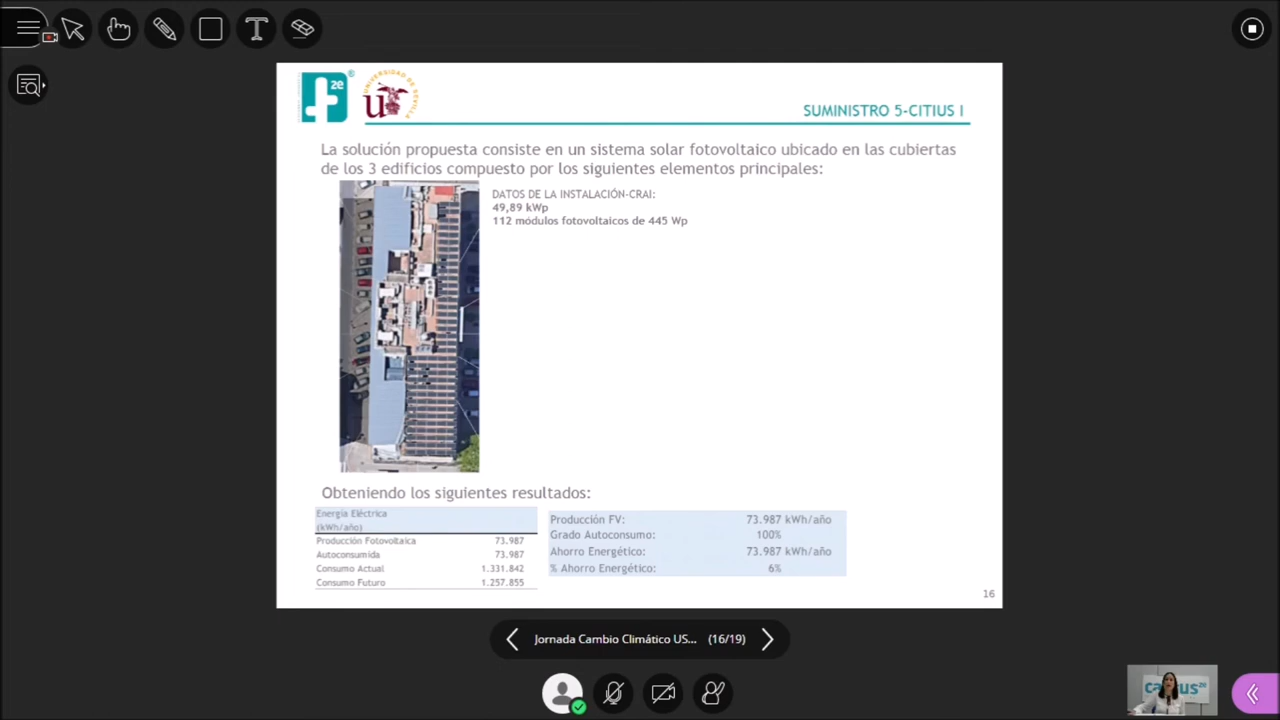 2e
UNIVERSIDAD DE SEVILLA
SUMINISTRO 5-CITIUS I
La solución propuesta consiste en un sistema solar fotovoltaico ubicado en las cubiertas
de los 3 edificios compuesto por los siguientes elementos principales:
DATOS DE LA INSTALACIÓN-CRAI:
49,89 kWp
112 módulos fotovoltaicos de 445 Wp
Obteniendo los siguientes resultados:
Energía Eléctrica
(kWh/año)
Producción Fotovoltaica 73.987
Autoconsumida 73.987
Consumo Actual 1.331.842
Consumo Futuro 1.257.855
Producción FV: 73.987 kWh/año
Grado Autoconsumo: 100%
Ahorro Energético: 73.987 kWh/año
% Ahorro Energético: 6%
16
Jornada Cambio Climático US... (16/19)